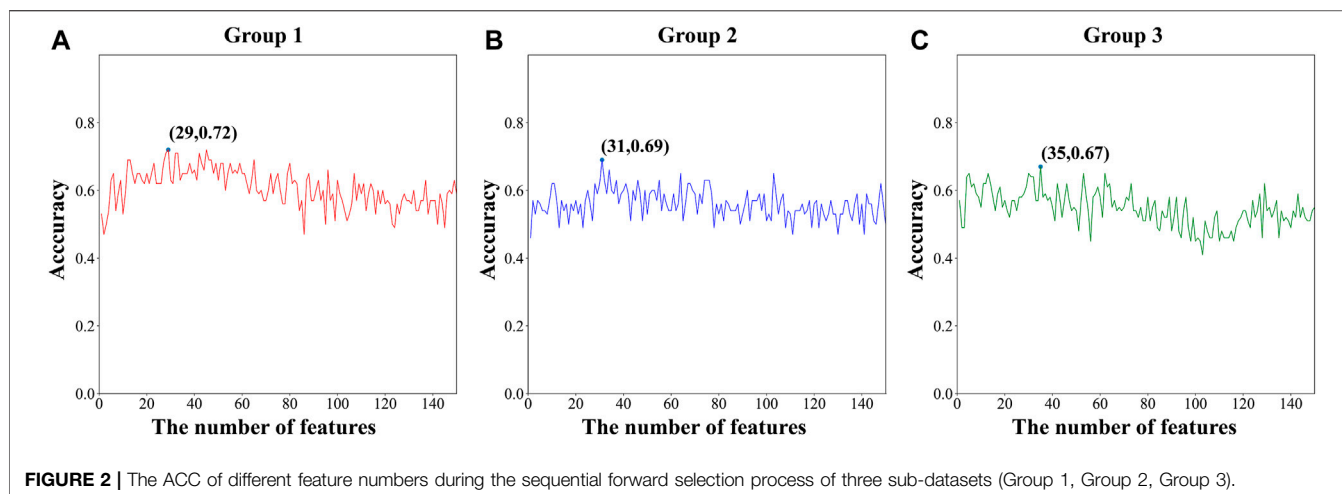 A
Group 1
(29,0.72)
Acccuracy
0.8
0.6
0.4
0.2
0.0
0 20 40 60 80 100 120 140
The number of features
B
Group 2
(31,0.69)
Acccuracy
0.8
0.6
0.4
0.2
0.0
0 20 40 60 80 100 120 140
The number of features
C
Group 3
(35,0.67)
Acccuracy
0.8
0.6
0.4
0.2
0.0
0 20 40 60 80 100 120 140
The number of features
FIGURE 2 | The ACC of different feature numbers during the sequential forward selection process of three sub-datasets (Group 1, Group 2, Group 3).